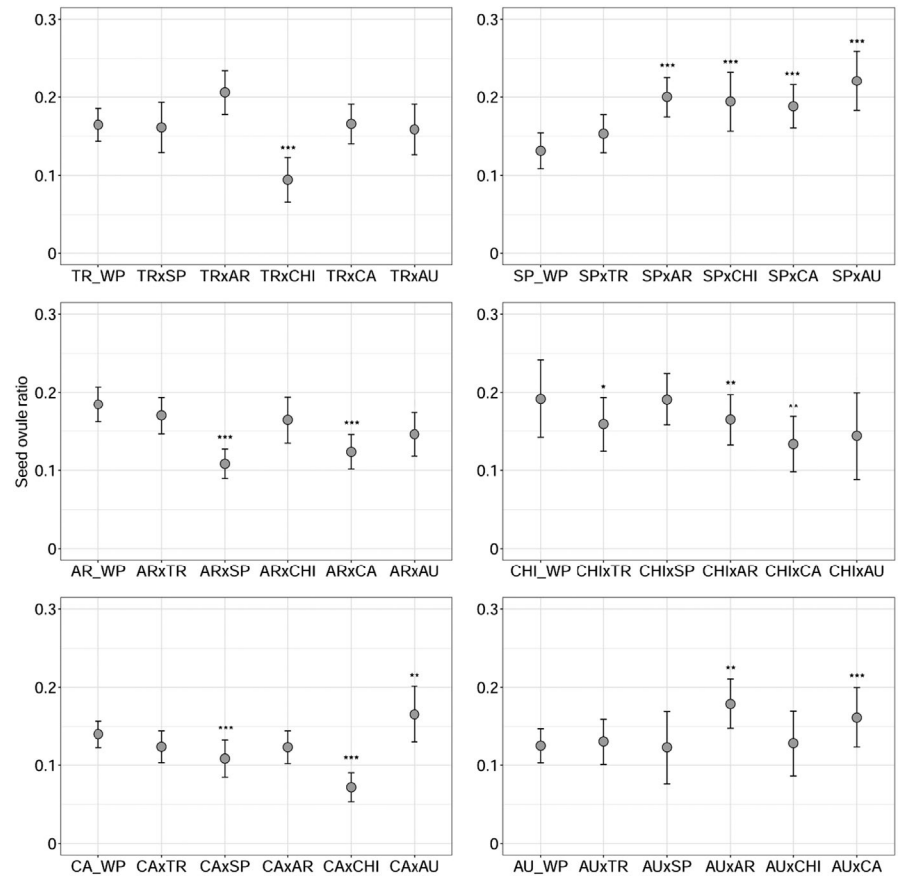 0.3
0.2
0.1
0
***
TR_WP TRxSP TRxAR TRxCHI TRxCA TRxAU
0.3
0.2
0.1
0
*** *** *** ***
SP_WP SPxTR SPxAR SPxCHI SPxCA SPxAU
Seed ovule ratio
0.3
0.2
0.1
0
*** ***
AR_WP ARxTR ARxSP ARxCHI ARxCA ARxAU
0.3
0.2
0.1
0
* ** **
CHI_WP CHIxTR CHIxSP CHIxAR CHIxCA CHIxAU
0.3
0.2
0.1
0
*** *** **
CA_WP CAxTR CAxSP CAxAR CAxCHI CAxAU
0.3
0.2
0.1
0
** ***
AU_WP AUxTR AUxSP AUxAR AUxCHI AUxCA